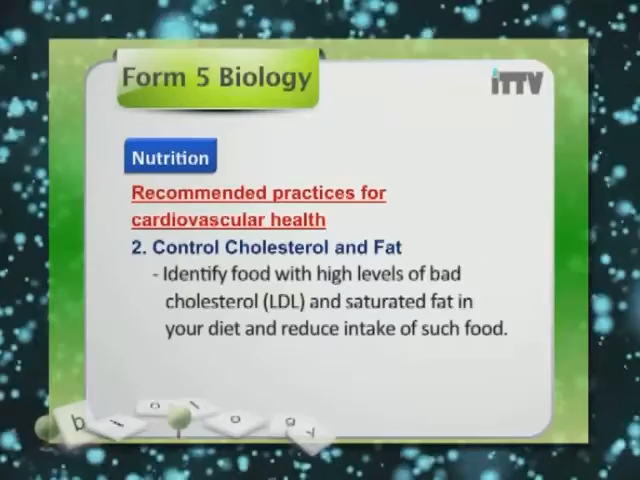 Form 5 Biology
iTTV
Nutrition
Recommended practices for
cardiovascular health
2. Control Cholesterol and Fat
- Identify food with high levels of bad
cholesterol (LDL) and saturated fat in
your diet and reduce intake of such food.
biology